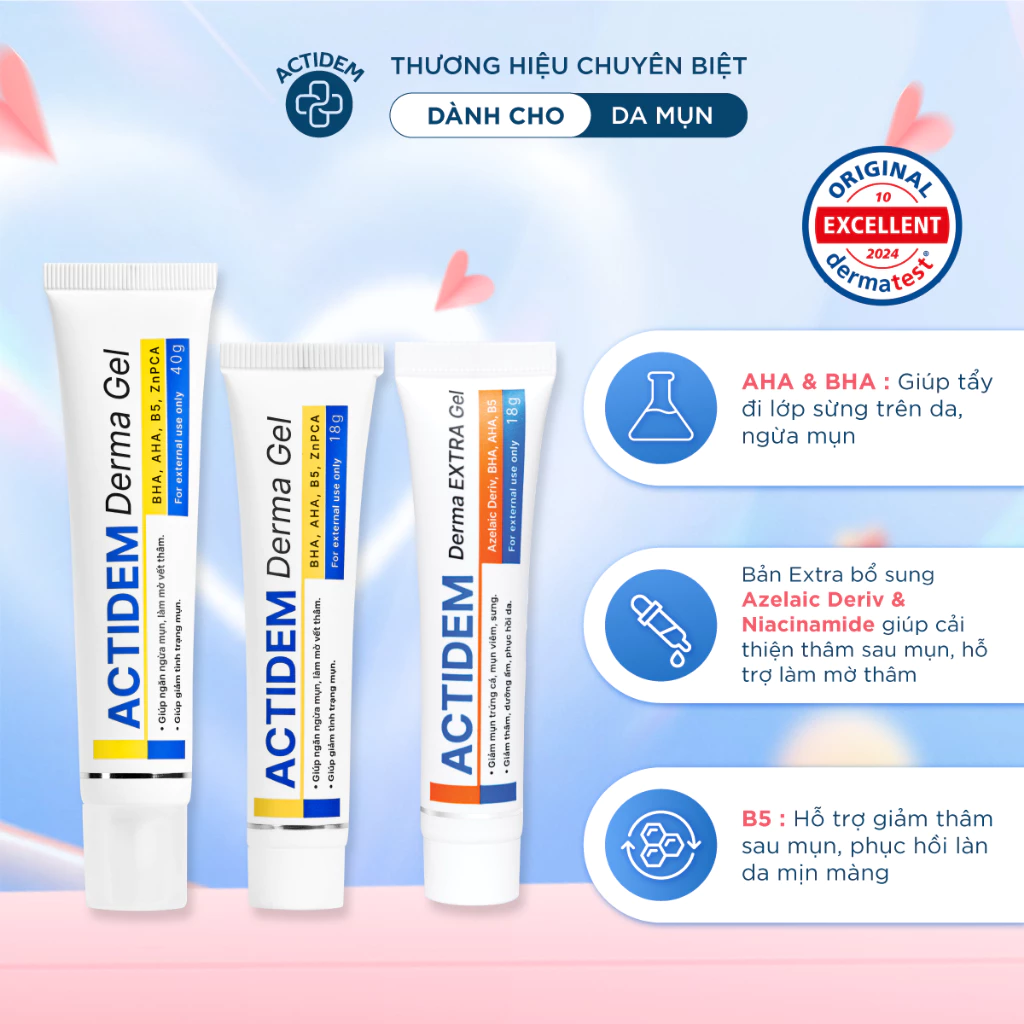 ACTIDEM
THƯƠNG HIỆU CHUYÊN BIỆT
DÀNH CHO DA MỤN
ORIGINAL
10
EXCELLENT
2024
dermatest®
ACTIDEM Derma Gel
BHA, AHA, B5, ZnPCA
For external use only 40g
• Giúp ngăn ngừa mụn, làm mờ vết thâm.
• Giúp giảm tình trạng mụn.
ACTIDEM Derma Gel
BHA, AHA, B5, ZnPCA
For external use only 18g
• Giúp ngăn ngừa mụn, làm mờ vết thâm.
• Giúp giảm tình trạng mụn.
ACTIDEM Derma EXTRA Gel
Azelaic Deriv, BHA, AHA, B5
For external use only 18g
• Giảm mụn trứng cá, mụn viêm, sưng.
• Giảm thâm, dưỡng ẩm, phục hồi da.
AHA & BHA : Giúp tẩy
đi lớp sừng trên da,
ngừa mụn
Bản Extra bổ sung
Azelaic Deriv &
Niacinamide giúp cải
thiện thâm sau mụn, hỗ
trợ làm mờ thâm
B5 : Hỗ trợ giảm thâm
sau mụn, phục hồi làn
da mịn màng